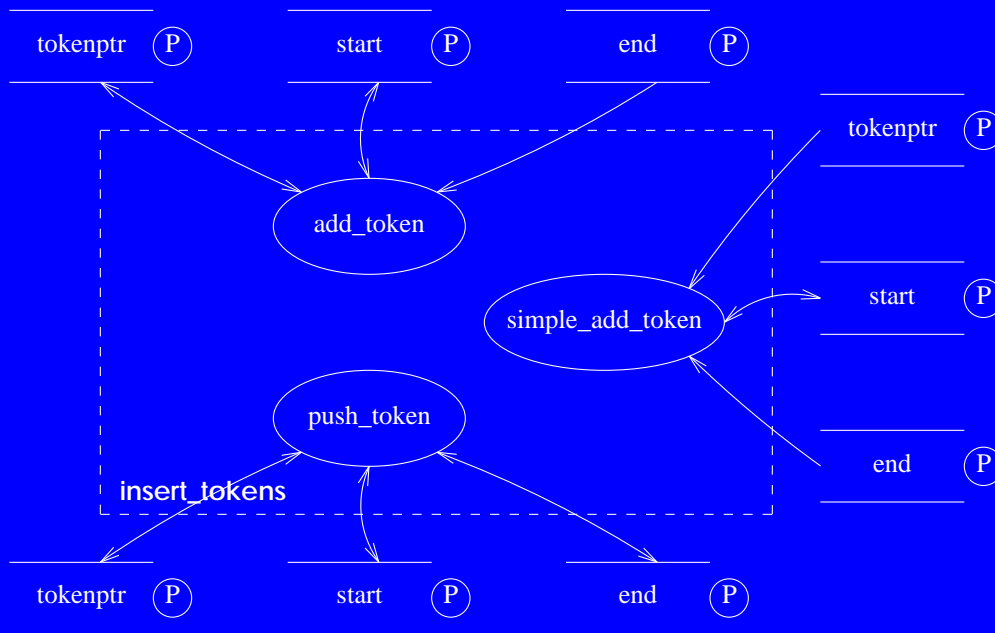 tokenptr P start P end P
tokenptr P
add_token
start P
simple_add_token
push_token
end P
insert_tokens
tokenptr P start P end P